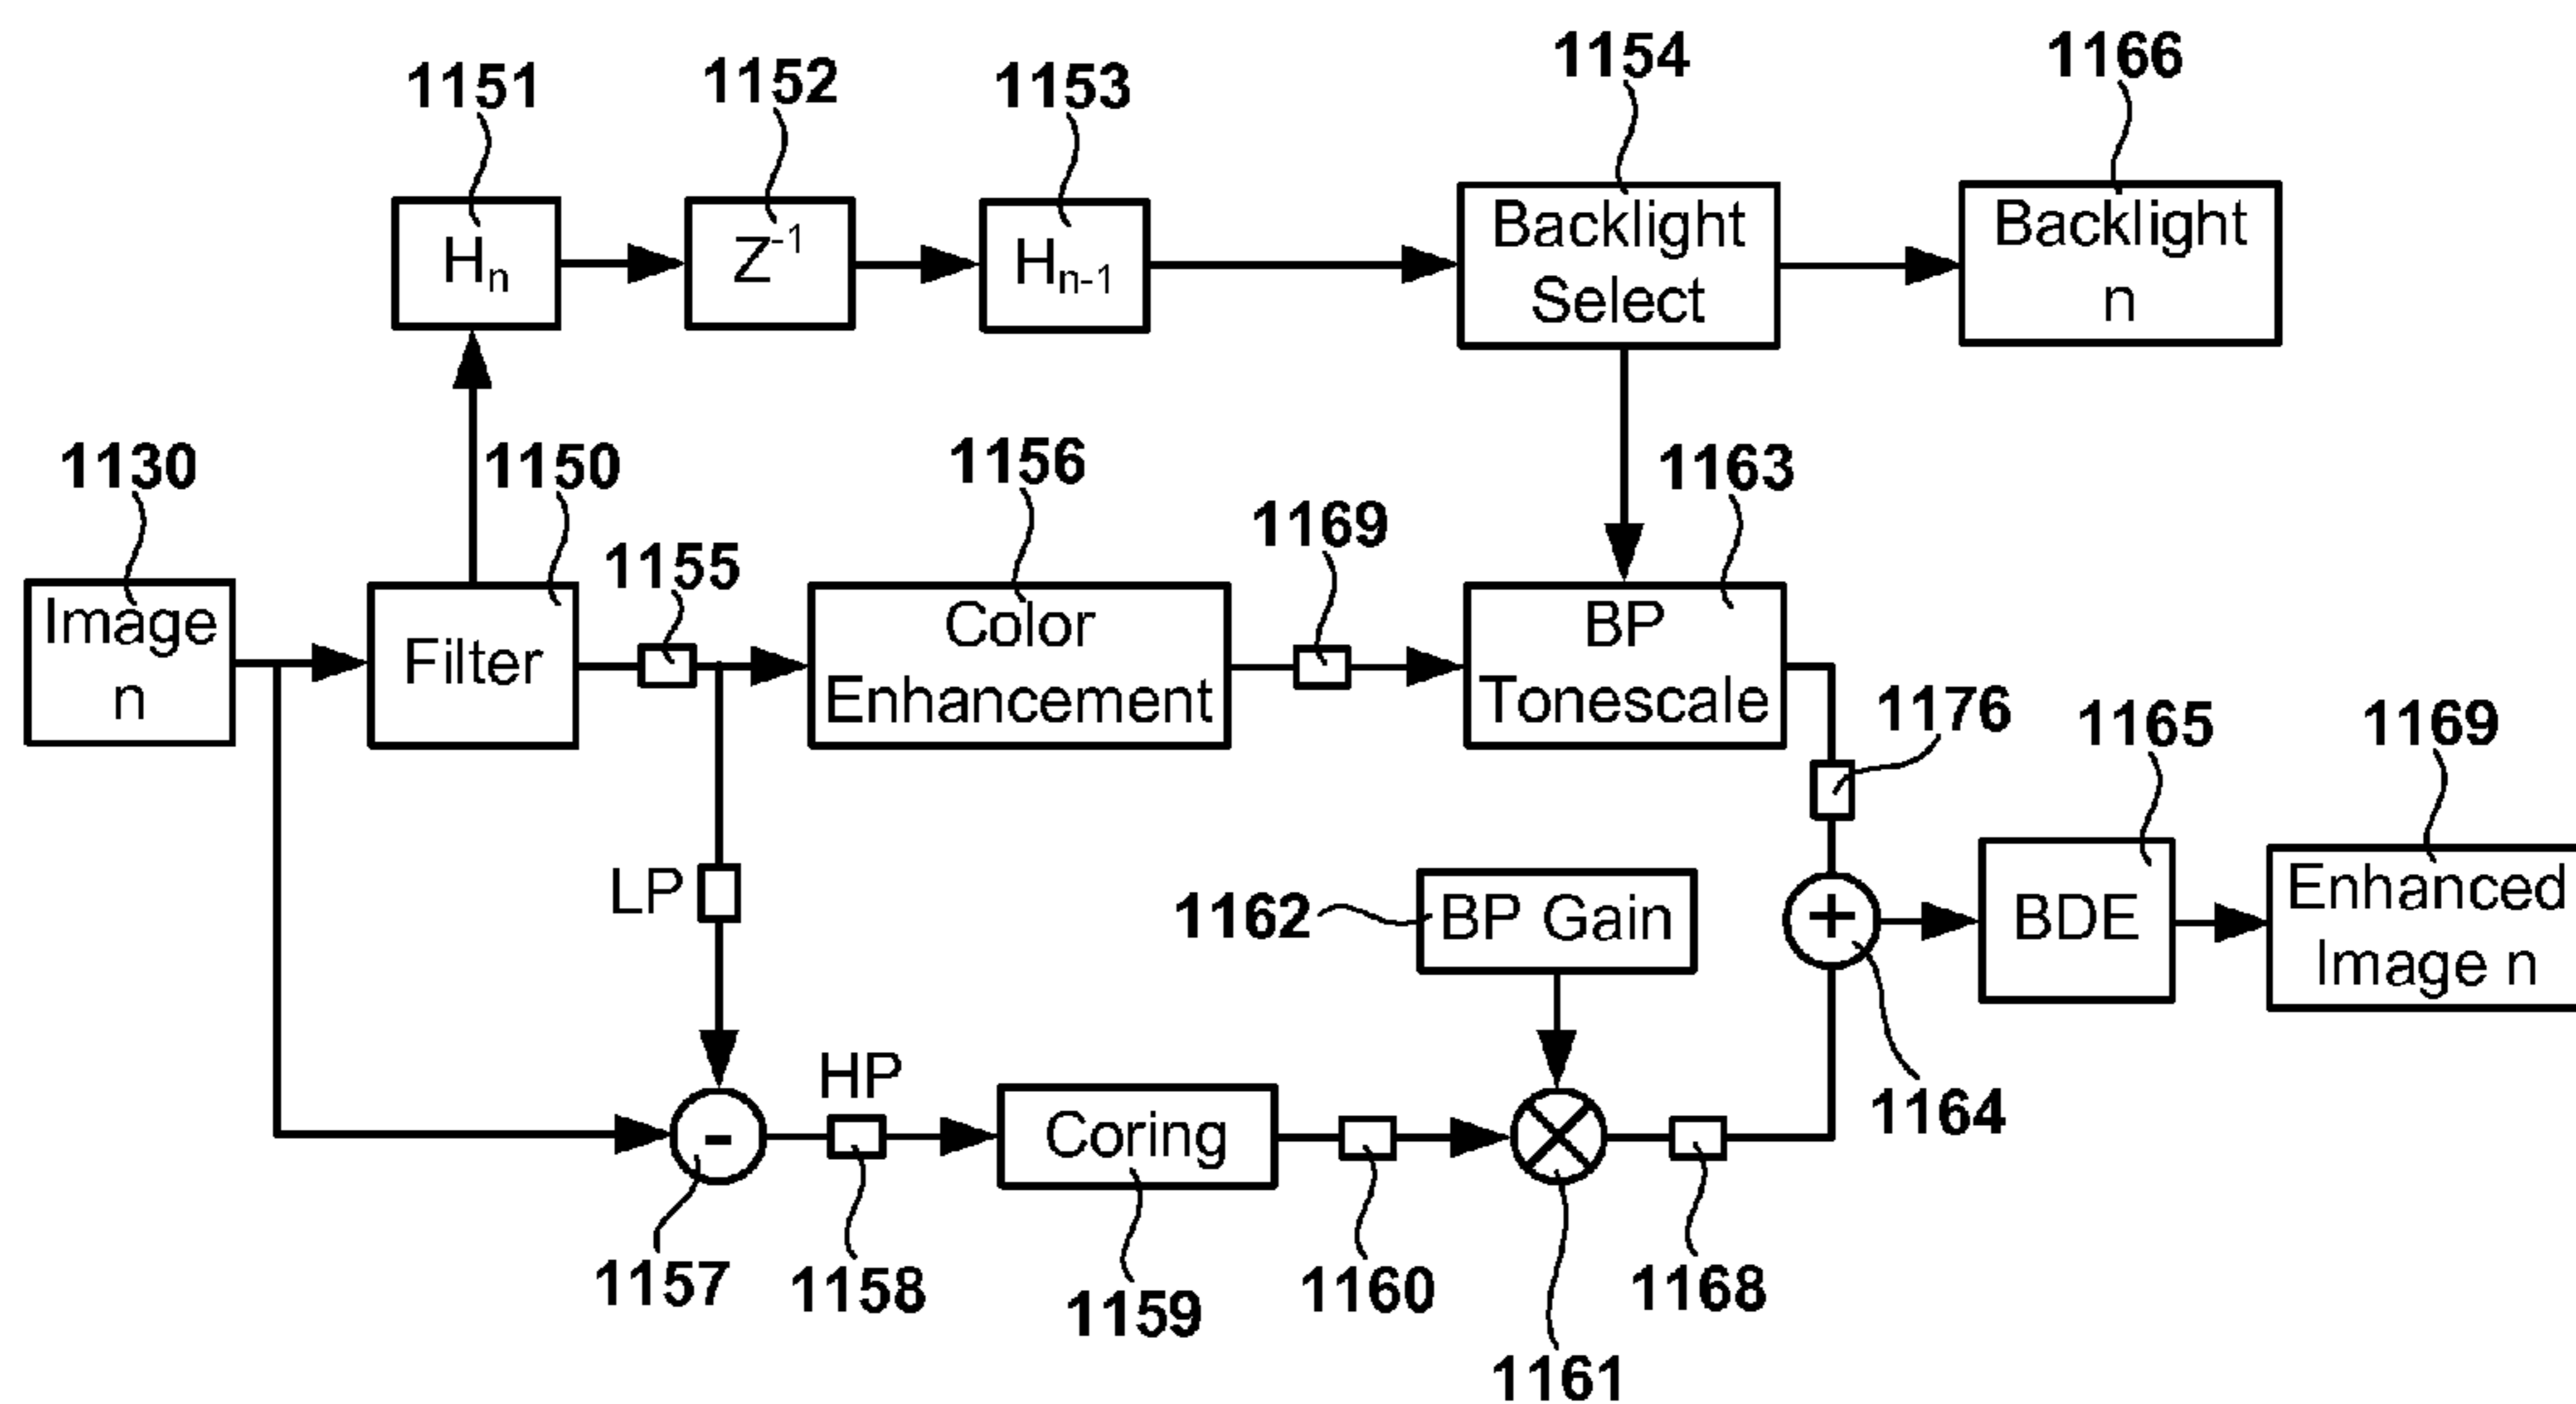 1151
1152
1153
1154
1166
Hn
Z-1
Hn-1
Backlight
Select
Backlight
n
1130
1150
1155
1156
1169
1163
Image
n
Filter
Color
Enhancement
BP
Tonescale
1176
1165
1169
LP
1162
BP Gain
+
BDE
Enhanced
Image n
1164
-
HP
Coring
1157
1158
1159
1160
1161
1168